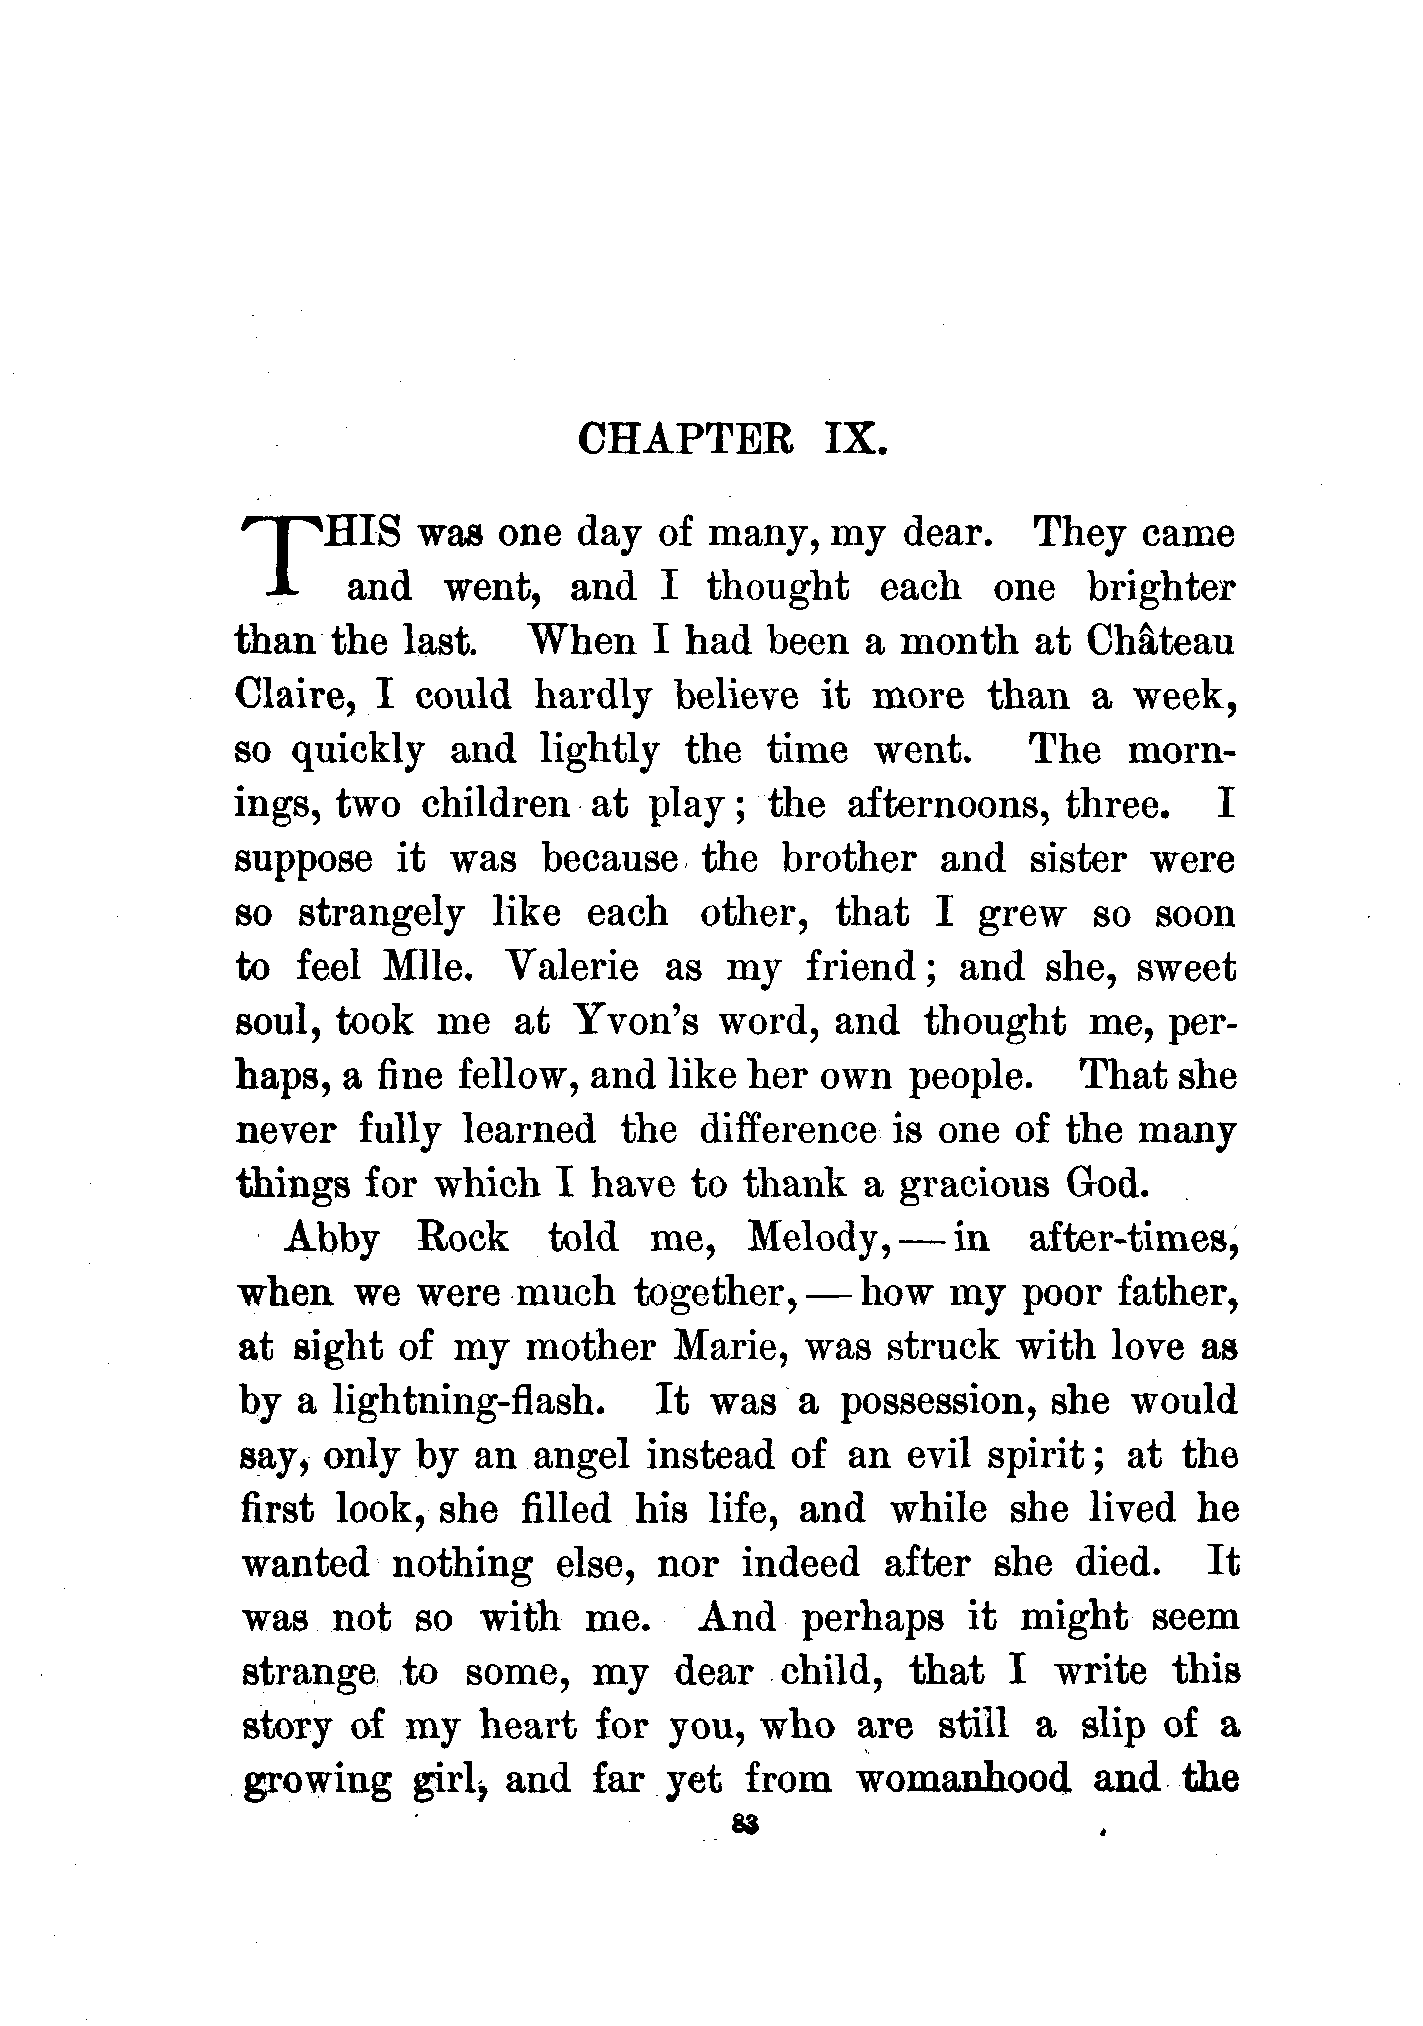 CHAPTER IX.
THIS was one day of many, my dear. They came
and went, and I thought each one brighter
than the last. When I had been a month at Château
Claire, I could hardly believe it more than a week,
so quickly and lightly the time went. The morn-
ings, two children at play; the afternoons, three. I
suppose it was because the brother and sister were
so strangely like each other, that I grew so soon
to feel Mlle. Valerie as my friend; and she, sweet
soul, took me at Yvon's word, and thought me, per-
haps, a fine fellow, and like her own people. That she
never fully learned the difference is one of the many
things for which I have to thank a gracious God.
Abby Rock told me, Melody,—in after-times,
when we were much together,—how my poor father,
at sight of my mother Marie, was struck with love as
by a lightning-flash. It was a possession, she would
say, only by an angel instead of an evil spirit; at the
first look, she filled his life, and while she lived he
wanted nothing else, nor indeed after she died. It
was not so with me. And perhaps it might seem
strange to some, my dear child, that I write this
story of my heart for you, who are still a slip of a
growing girl, and far yet from womanhood and the
83